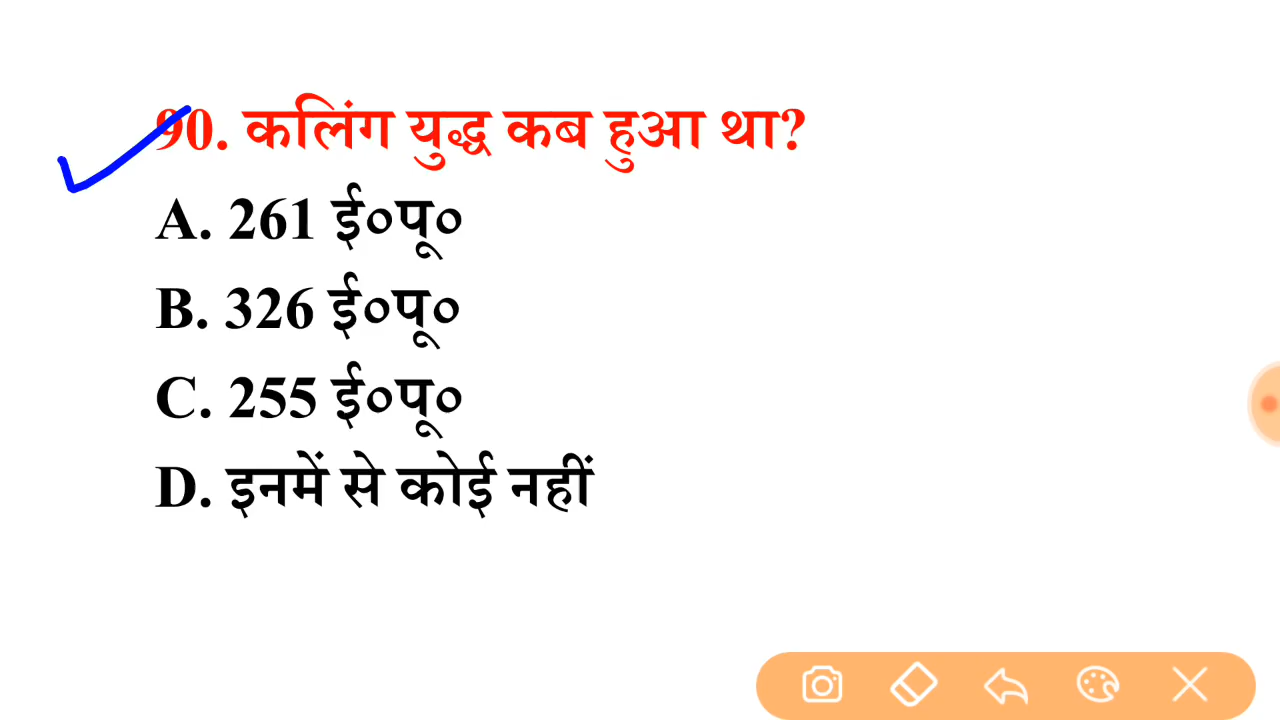 90. कलिंग युद्ध कब हुआ था?
A. 261 ई०पू०
B. 326 ई०पू०
C. 255 ई०पू०
D. इनमें से कोई नहीं